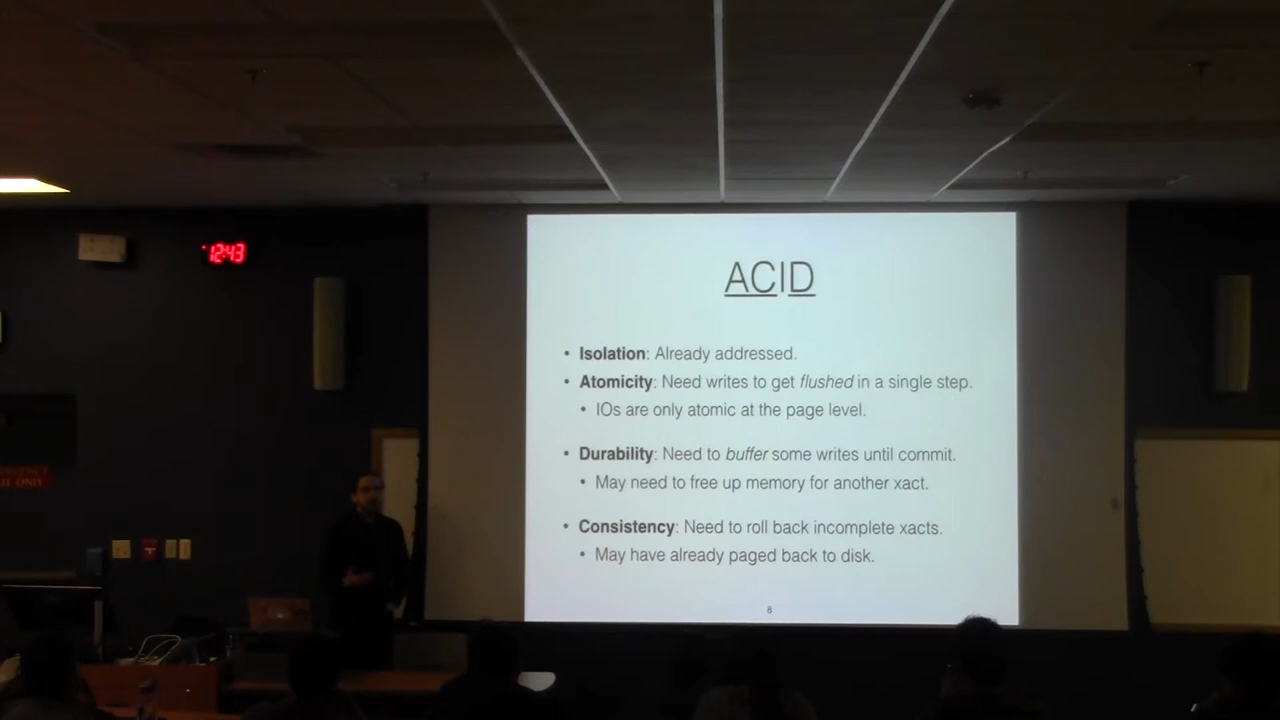 12:43
ACID
• Isolation: Already addressed.
• Atomicity: Need writes to get flushed in a single step.
• IOs are only atomic at the page level.
• Durability: Need to buffer some writes until commit.
• May need to free up memory for another xact.
• Consistency: Need to roll back incomplete xacts.
• May have already paged back to disk.
8
ONLY